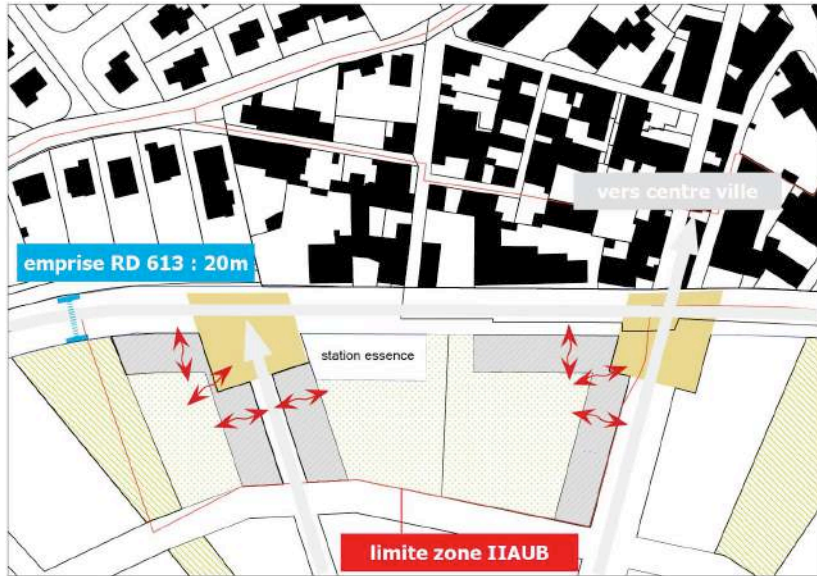 vers centre ville
emprise RD 613 : 20m
station essence
limite zone IIAUB